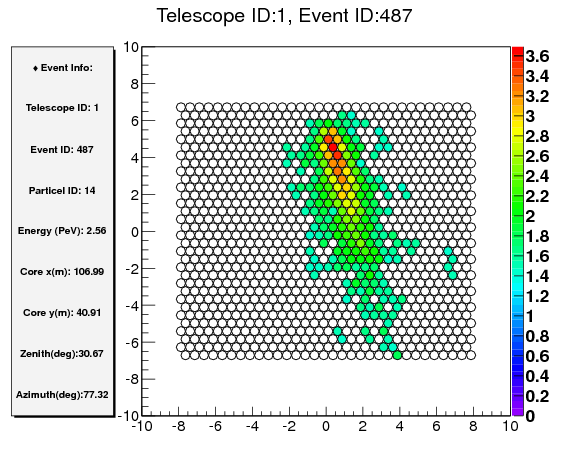 Telescope ID:1, Event ID:487
♦ Event Info:
Telescope ID: 1
Event ID: 487
Particel ID: 14
Energy (PeV): 2.56
Core x(m): 106.99
Core y(m): 40.91
Zenith(deg):30.67
Azimuth(deg):77.32
10
8
6
4
2
0
-2
-4
-6
-8
-10
-10 -8 -6 -4 -2 0 2 4 6 8 10
3.6
3.4
3.2
3
2.8
2.6
2.4
2.2
2
1.8
1.6
1.4
1.2
1
0.8
0.6
0.4
0.2
0